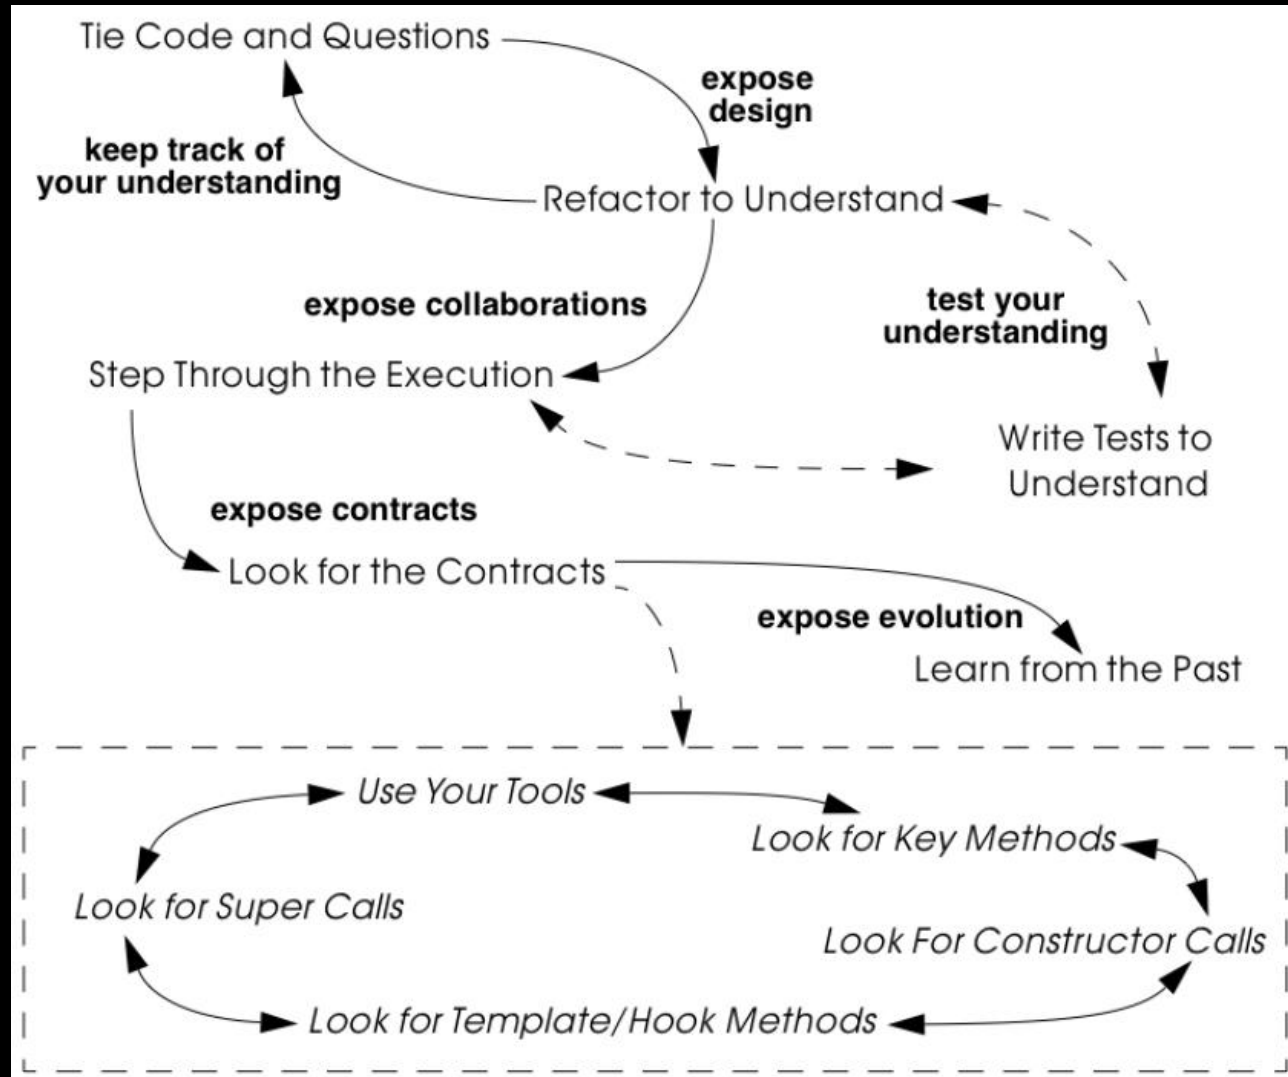 Tie Code and Questions
expose
design
keep track of
your understanding
Refactor to Understand
expose collaborations
test your
understanding
Step Through the Execution
Write Tests to
Understand
expose contracts
Look for the Contracts
expose evolution
Learn from the Past
Use Your Tools
Look for Key Methods
Look for Super Calls
Look For Constructor Calls
Look for Template/Hook Methods